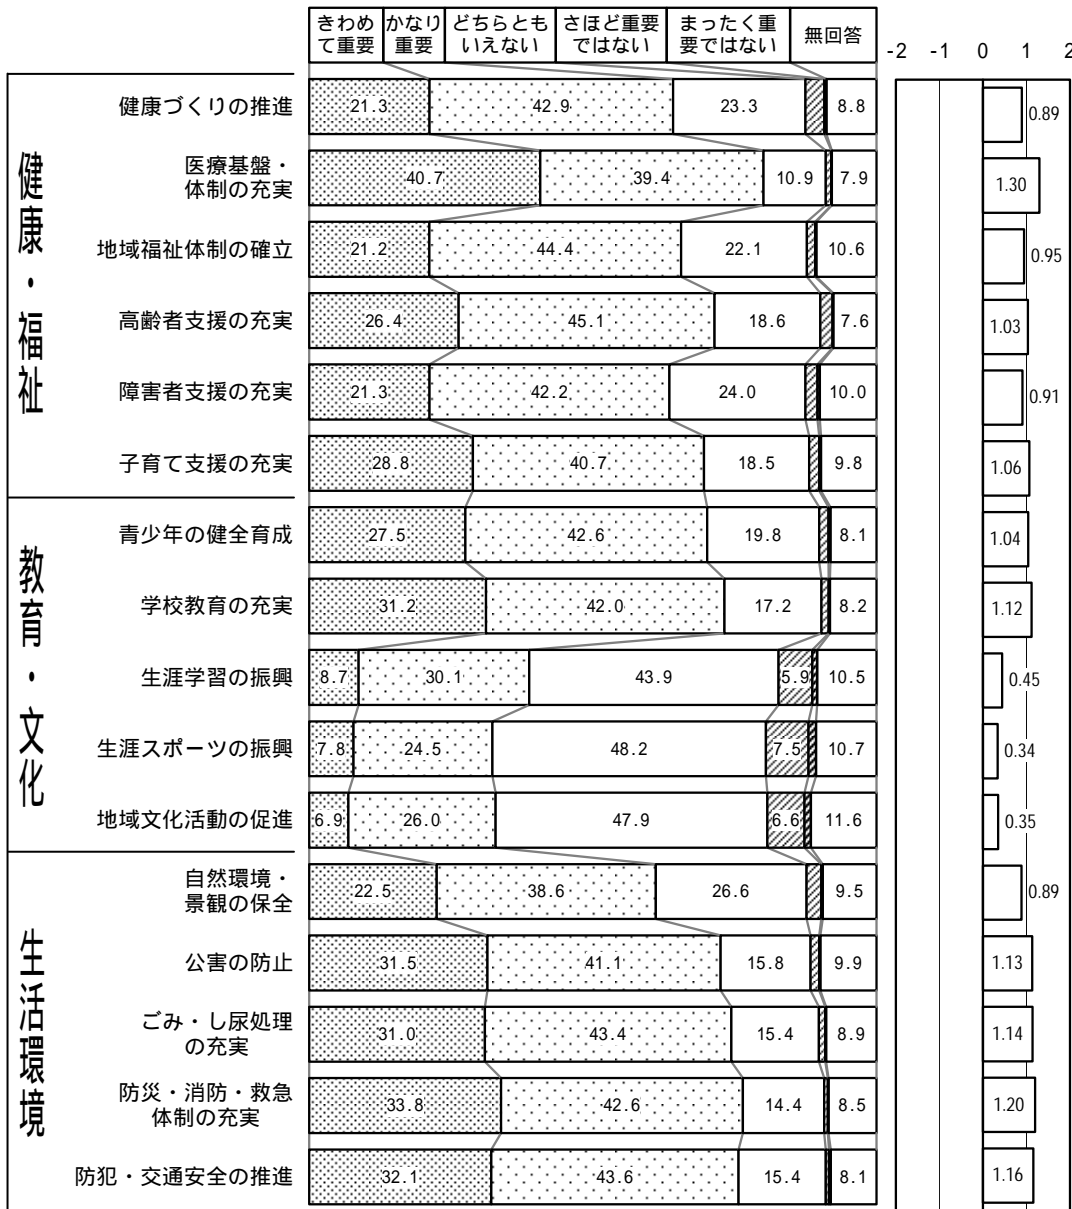 きわめ
て重要
かなり
重要
どちらとも
いえない
さほど重要
ではない
まったく重
要ではない
無回答
-2 -1 0 1 2
健康・福祉
健康づくりの推進 21.3 42.9 23.3 8.8 0.89
医療基盤・
体制の充実 40.7 39.4 10.9 7.9 1.30
地域福祉体制の確立 21.2 44.4 22.1 10.6 0.95
高齢者支援の充実 26.4 45.1 18.6 7.6 1.03
障害者支援の充実 21.3 42.2 24.0 10.0 0.91
子育て支援の充実 28.8 40.7 18.5 9.8 1.06
教育・文化
青少年の健全育成 27.5 42.6 19.8 8.1 1.04
学校教育の充実 31.2 42.0 17.2 8.2 1.12
生涯学習の振興 8.7 30.1 43.9 5.9 10.5 0.45
生涯スポーツの振興 7.8 24.5 48.2 7.5 10.7 0.34
地域文化活動の促進 6.9 26.0 47.9 6.6 11.6 0.35
生活環境
自然環境・
景観の保全 22.5 38.6 26.6 9.5 0.89
公害の防止 31.5 41.1 15.8 9.9 1.13
ごみ・し尿処理
の充実 31.0 43.4 15.4 8.9 1.14
防災・消防・救急
体制の充実 33.8 42.6 14.4 8.5 1.20
防犯・交通安全の推進 32.1 43.6 15.4 8.1 1.16